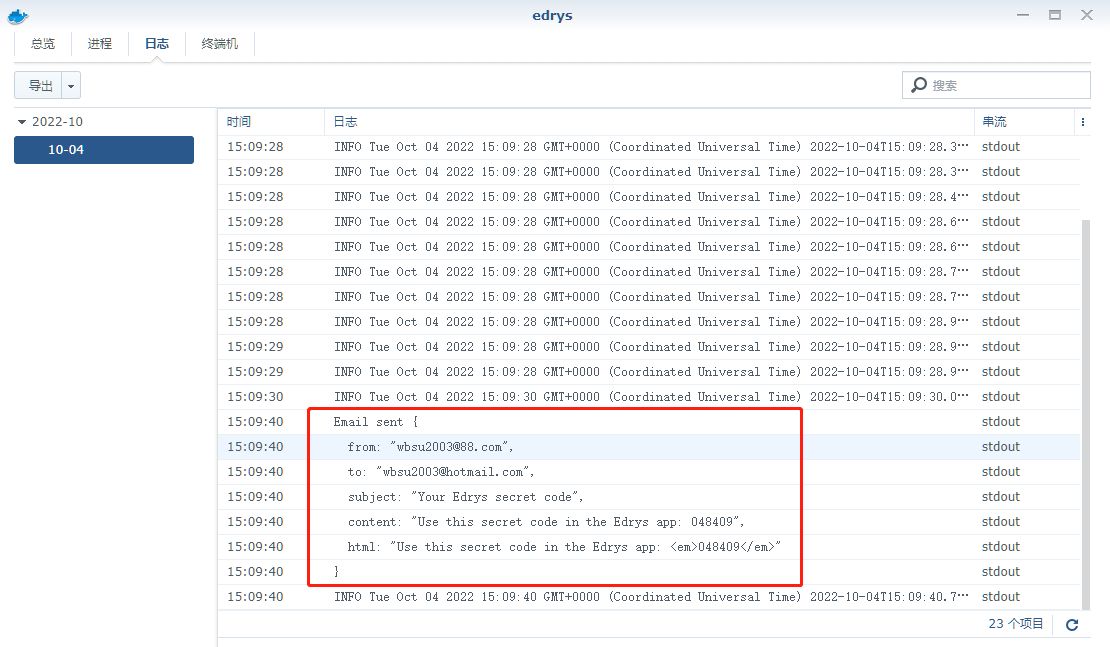 edrys
总览 进程 日志 终端机
导出 搜索
2022-10
10-04
时间 日志 串流
15:09:28 INFO Tue Oct 04 2022 15:09:28 GMT+0000 (Coordinated Universal Time) 2022-10-04T15:09:28.3··· stdout
15:09:28 INFO Tue Oct 04 2022 15:09:28 GMT+0000 (Coordinated Universal Time) 2022-10-04T15:09:28.3··· stdout
15:09:28 INFO Tue Oct 04 2022 15:09:28 GMT+0000 (Coordinated Universal Time) 2022-10-04T15:09:28.4··· stdout
15:09:28 INFO Tue Oct 04 2022 15:09:28 GMT+0000 (Coordinated Universal Time) 2022-10-04T15:09:28.6··· stdout
15:09:28 INFO Tue Oct 04 2022 15:09:28 GMT+0000 (Coordinated Universal Time) 2022-10-04T15:09:28.6··· stdout
15:09:28 INFO Tue Oct 04 2022 15:09:28 GMT+0000 (Coordinated Universal Time) 2022-10-04T15:09:28.7··· stdout
15:09:28 INFO Tue Oct 04 2022 15:09:28 GMT+0000 (Coordinated Universal Time) 2022-10-04T15:09:28.7··· stdout
15:09:28 INFO Tue Oct 04 2022 15:09:28 GMT+0000 (Coordinated Universal Time) 2022-10-04T15:09:28.9··· stdout
15:09:29 INFO Tue Oct 04 2022 15:09:28 GMT+0000 (Coordinated Universal Time) 2022-10-04T15:09:28.9··· stdout
15:09:29 INFO Tue Oct 04 2022 15:09:28 GMT+0000 (Coordinated Universal Time) 2022-10-04T15:09:28.9··· stdout
15:09:30 INFO Tue Oct 04 2022 15:09:30 GMT+0000 (Coordinated Universal Time) 2022-10-04T15:09:30.0··· stdout
15:09:40 Email sent { stdout
15:09:40 from: "wbsu2003@88.com", stdout
15:09:40 to: "wbsu2003@hotmail.com", stdout
15:09:40 subject: "Your Edrys secret code", stdout
15:09:40 content: "Use this secret code in the Edrys app: 048409", stdout
15:09:40 html: "Use this secret code in the Edrys app: <em>048409</em>" stdout
15:09:40 } stdout
15:09:40 INFO Tue Oct 04 2022 15:09:40 GMT+0000 (Coordinated Universal Time) 2022-10-04T15:09:40.7··· stdout
23 个项目